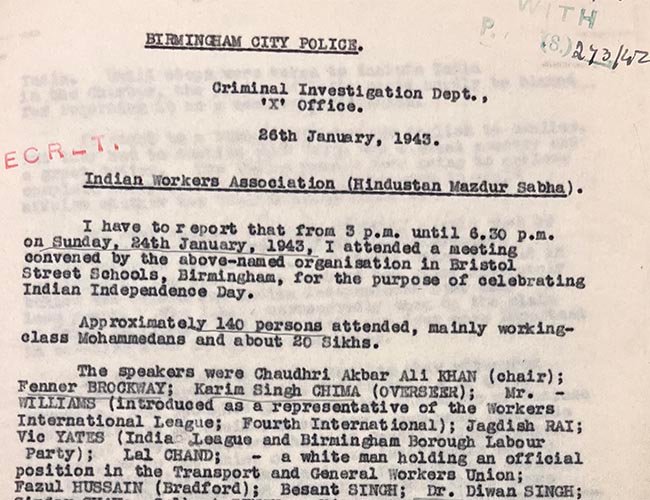 WITH
P. (S.) 273/42
BIRMINGHAM CITY POLICE.
Criminal Investigation Dept.,
'X' Office.
26th January, 1943.
ECRET.
Indian Workers Association (Hindustan Mazdur Sabha).
I have to report that from 3 p.m. until 6.30 p.m.
on Sunday, 24th January, 1943, I attended a meeting
convened by the above-named organisation in Bristol
Street Schools, Birmingham, for the purpose of celebrating
Indian Independence Day.
Approximately 140 persons attended, mainly working-
class Mohammedans and about 20 Sikhs.
The speakers were Chaudhri Akbar Ali KHAN (chair);
Fenner BROCKWAY; Karim Singh CHIMA (OVERSEER); Mr. -
WILLIAMS (introduced as a representative of the Workers
International League; Fourth International); Jagdish RAI;
Vic YATES (India League and Birmingham Borough Labour
Party); Lal CHAND; - a white man holding an official
position in the Transport and General Workers Union;
Fazul HUSSAIN (Bradford); Besant SINGH; Dr. Diwan SINGH;